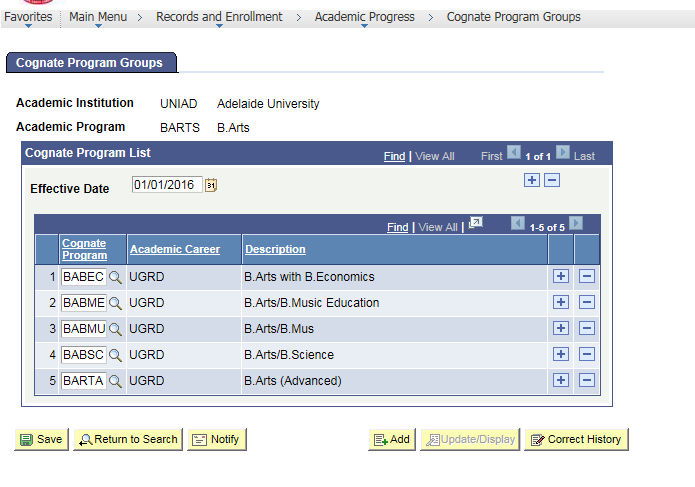 Favorites Main Menu > Records and Enrollment > Academic Progress > Cognate Program Groups
Cognate Program Groups
Academic Institution UNIAD Adelaide University
Academic Program BARTS B.Arts
Cognate Program List Find | View All First 1 of 1 Last
Effective Date 01/01/2016 31
Find | View All | 1-5 of 5
Cognate Program Academic Career Description
1 BABEC UGRD B.Arts with B.Economics
2 BABME UGRD B.Arts/B.Music Education
3 BABMU UGRD B.Arts/B.Mus
4 BABSC UGRD B.Arts/B.Science
5 BARTA UGRD B.Arts (Advanced)
Save Return to Search Notify Add Update/Display Correct History